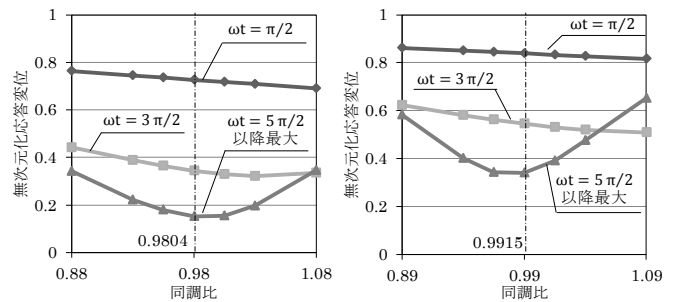 無次元化応答変位
1
0.8
0.6
0.4
0.2
0
ωt = π/2
ωt = 3 π/2
ωt = 5 π/2
以降最大
0.9804
0.88
0.98
1.08
同調比
無次元化応答変位
1
0.8
0.6
0.4
0.2
0
ωt = π/2
ωt = 3 π/2
ωt = 5 π/2
以降最大
0.9915
0.89
0.99
1.09
同調比